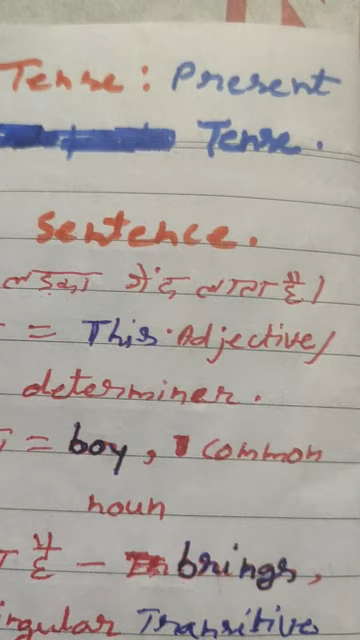 Tense: Present
Tense.
Sentence.
लड़का गेंद लाता है।
= This. Adjective/
determiner.
= boy, common
noun
है - brings,
ingular Transitive